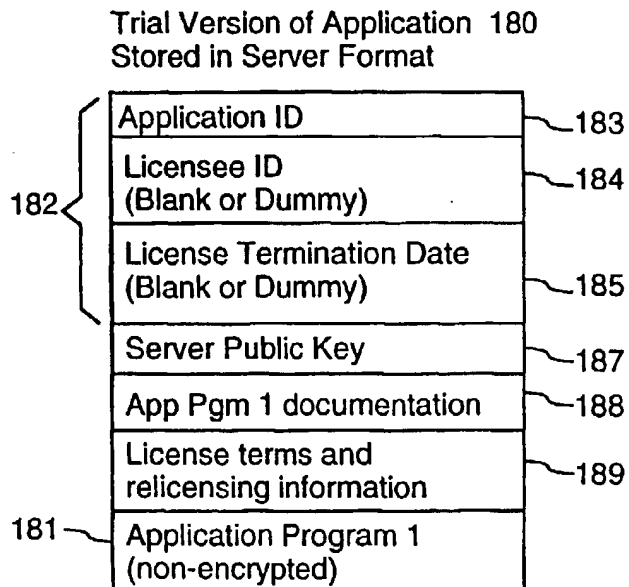 Trial Version of Application 180
Stored in Server Format
Application ID
183
Licensee ID
(Blank or Dummy)
184
182
License Termination Date
(Blank or Dummy)
185
Server Public Key
187
App Pgm 1 documentation
188
License terms and
relicensing information
189
181
Application Program 1
(non-encrypted)